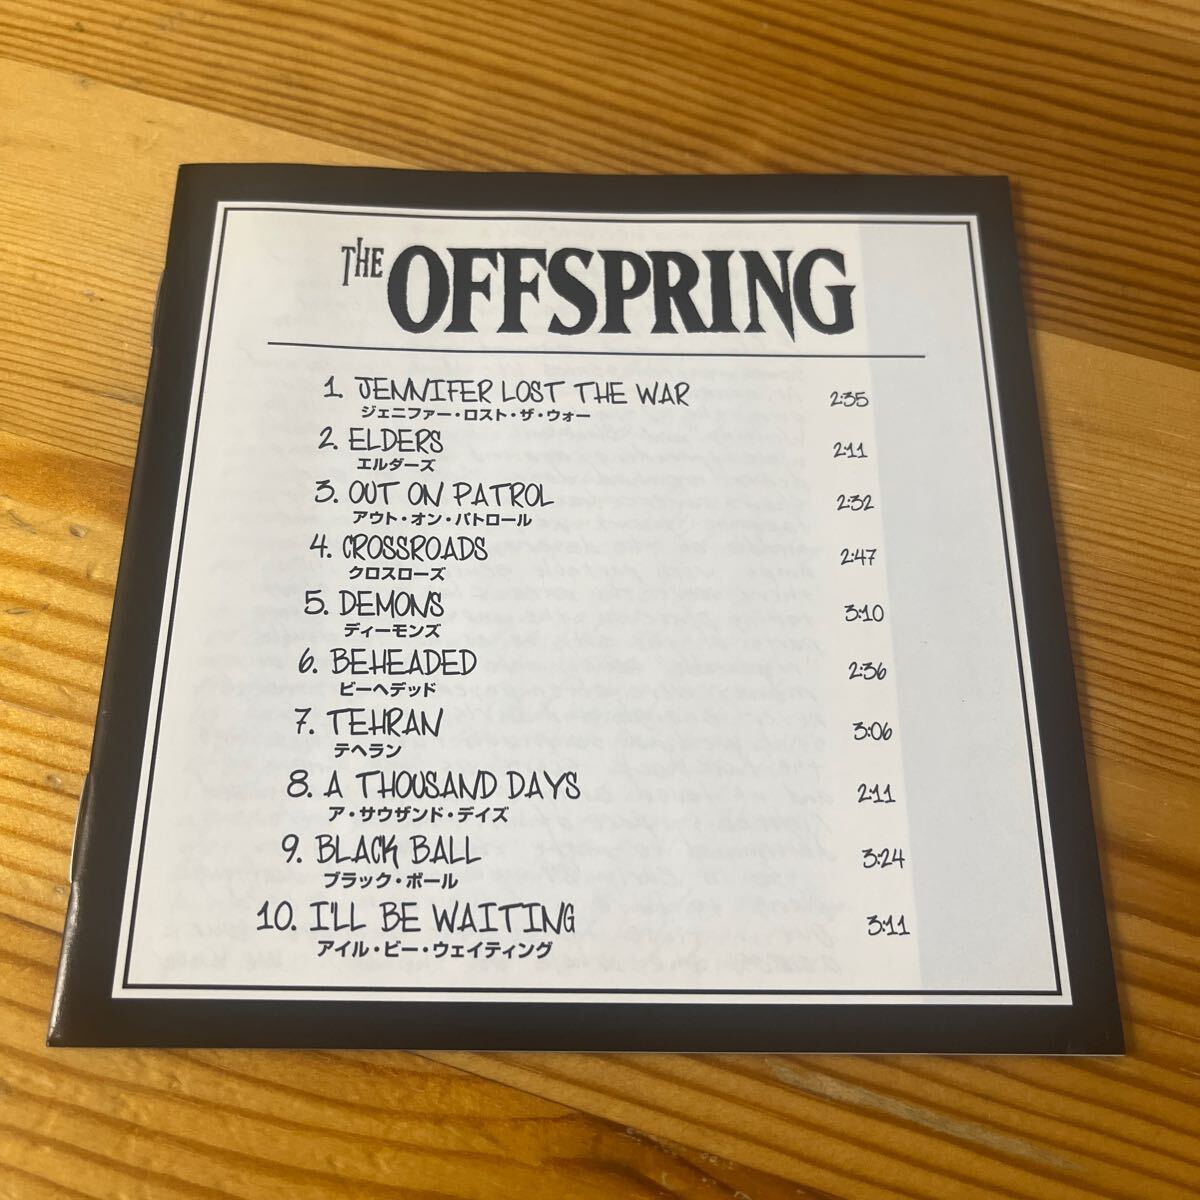 THE OFFSPRING
1. JENNIFER LOST THE WAR 2:35
ジェニファー・ロスト・ザ・ウォー
2. ELDERS 2:11
エルダーズ
3. OUT ON PATROL 2:32
アウト・オン・パトロール
4. CROSSROADS 2:47
クロスローズ
5. DEMONS 3:10
ディーモンズ
6. BEHEADED 2:36
ビーヘデッド
7. TEHRAN 3:06
テヘラン
8. A THOUSAND DAYS 2:11
ア・サウザンド・デイズ
9. BLACK BALL 3:24
ブラック・ボール
10. I'LL BE WAITING 3:11
アイル・ビー・ウェイティング